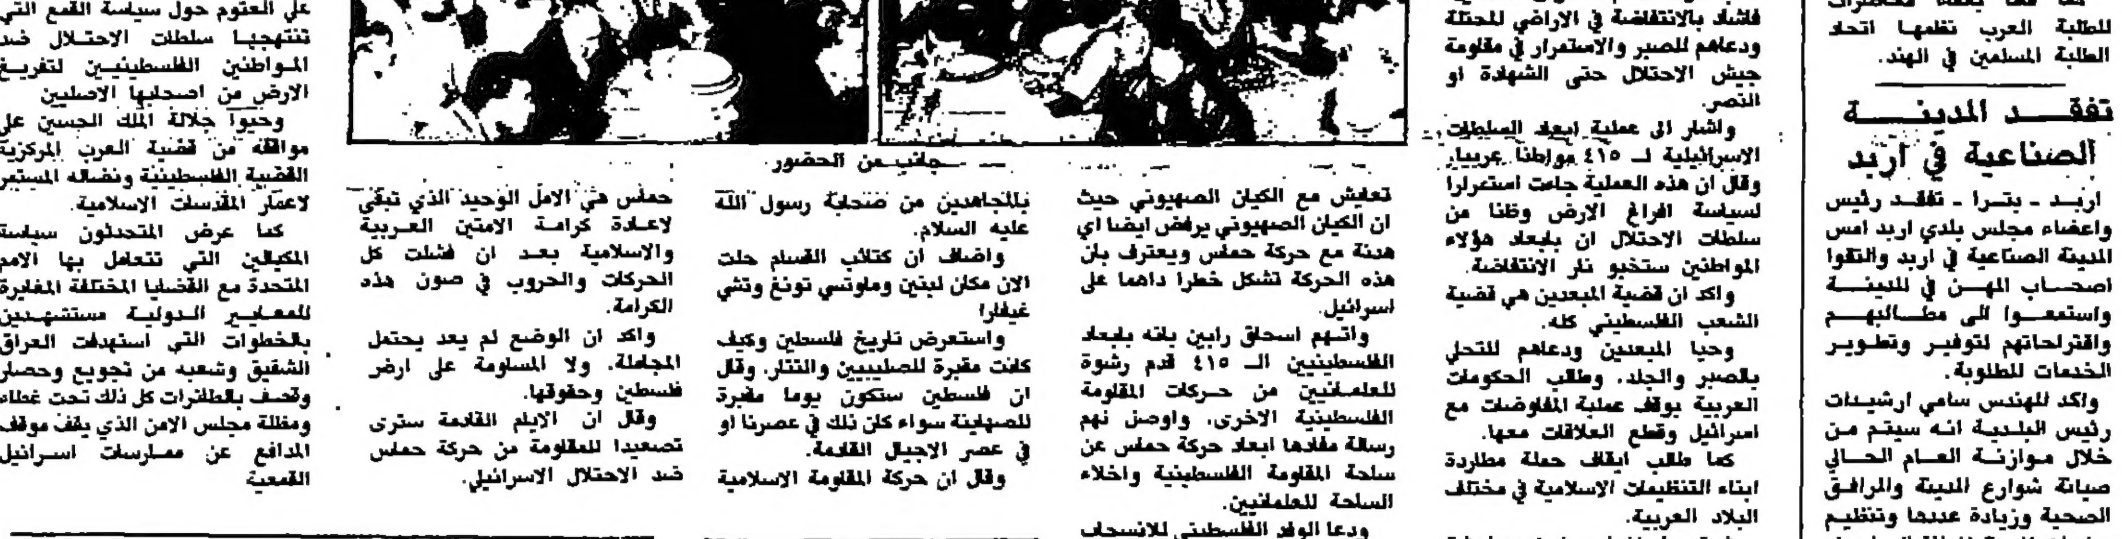 للطلبة العرب نظمها اتحاد
الطلبة المسلمين في الهند.
تفقد المدينة
الصناعية في اربد
اربد - بترا - تفقد رئيس
واعضاء مجلس بلدي اربد امس
المدينة الصناعية في اربد والتقوا
اصحاب المهن في المدينة
واستمعوا الى مطالبهم
واقتراحاتهم لتوفير وتطوير
الخدمات المطلوبة.
واكد المهندس سامي ارشيدات
رئيس البلدية انه سيتم من
خلال موازنة العام الحالي
صيانة شوارع المدينة والمرافق
الصحية وزيادة عددها وتنظيم
فاشاد بالانتفاضة في الاراضي المحتلة
ودعاهم للصبر والاستمرار في مقاومة
جيش الاحتلال حتى الشهادة او
النصر.
واشار الى عملية ابعاد السلطات
الاسرائيلية لـ ٤١٥ مواطنا عربيا،
وقال ان هذه العملية جاءت استمرارا
لسياسة افراغ الارض وظنا من
سلطات الاحتلال ان بابعاد هؤلاء
المواطنين ستخبو نار الانتفاضة.
واكد ان قضية المبعدين هي قضية
الشعب الفلسطيني كله.
وحيا المبعدين ودعاهم للتحلي
بالصبر والجلد، وطالب الحكومات
العربية بوقف عملية المفاوضات مع
اسرائيل وقطع العلاقات معها.
كما طالب ايقاف حملة مطاردة
ابناء التنظيمات الاسلامية في مختلف
البلاد العربية.
جانب من الحضور
تعايش مع الكيان الصهيوني حيث
ان الكيان الصهيوني يرفض ايضا اي
هدنة مع حركة حماس ويعترف بان
هذه الحركة تشكل خطرا داهما على
اسرائيل.
واتهم اسحاق رابين بانه بابعاد
الفلسطينيين الـ ٤١٥ قدم رشوة
للعلمانيين من حركات المقاومة
الفلسطينية الاخرى، واوصل لهم
رسالة مفادها ابعاد حركة حماس عن
ساحة المقاومة الفلسطينية واخلاء
الساحة للعلمانيين.
ودعا الوفد الفلسطيني للانسحاب
بالمجاهدين من صحابة رسول الله
عليه السلام.
واضاف ان كتائب القسام حلت
الان مكان لينين وماوتسي تونغ وتشي
غيفارا
واستعرض تاريخ فلسطين وكيف
كانت مقبرة للصليبيين والتتار، وقال
ان فلسطين ستكون يوما مقبرة
للصهاينة سواء كان ذلك في عصرنا او
في عصر الاجيال القادمة.
وقال ان حركة المقاومة الاسلامية
حماس هي الامل الوحيد الذي تبقى
لاعادة كرامة الامتين العربية
والاسلامية بعد ان فشلت كل
الحركات والحروب في صون هذه
الكرامة.
واكد ان الوضع لم يعد يحتمل
المجاملة، ولا المساومة على ارض
فلسطين وحقوقها.
وقال ان الايام القادمة سترى
تصعيدا للمقاومة من حركة حماس
ضد الاحتلال الاسرائيلي.
علي العتوم حول سياسة القمع التي
تنتهجها سلطات الاحتلال ضد
المواطنين الفلسطينيين لتفريغ
الارض من اصحابها الاصليين
وحيوا جلالة الملك الحسين على
مواقفه من قضية العرب المركزية
القضية الفلسطينية ونضاله المستمر
لاعمار المقدسات الاسلامية.
كما عرض المتحدثون سياسة
المكيالين التي تتعامل بها الامم
المتحدة مع القضايا المختلفة المغايرة
للمعايير الدولية مستشهدين
بالخطوات التي استهدفت العراق
الشقيق وشعبه من تجويع وحصار
وقصف بالطائرات كل ذلك تحت غطاء
ومظلة مجلس الامن الذي يقف موقف
المدافع عن ممارسات اسرائيل
القمعية